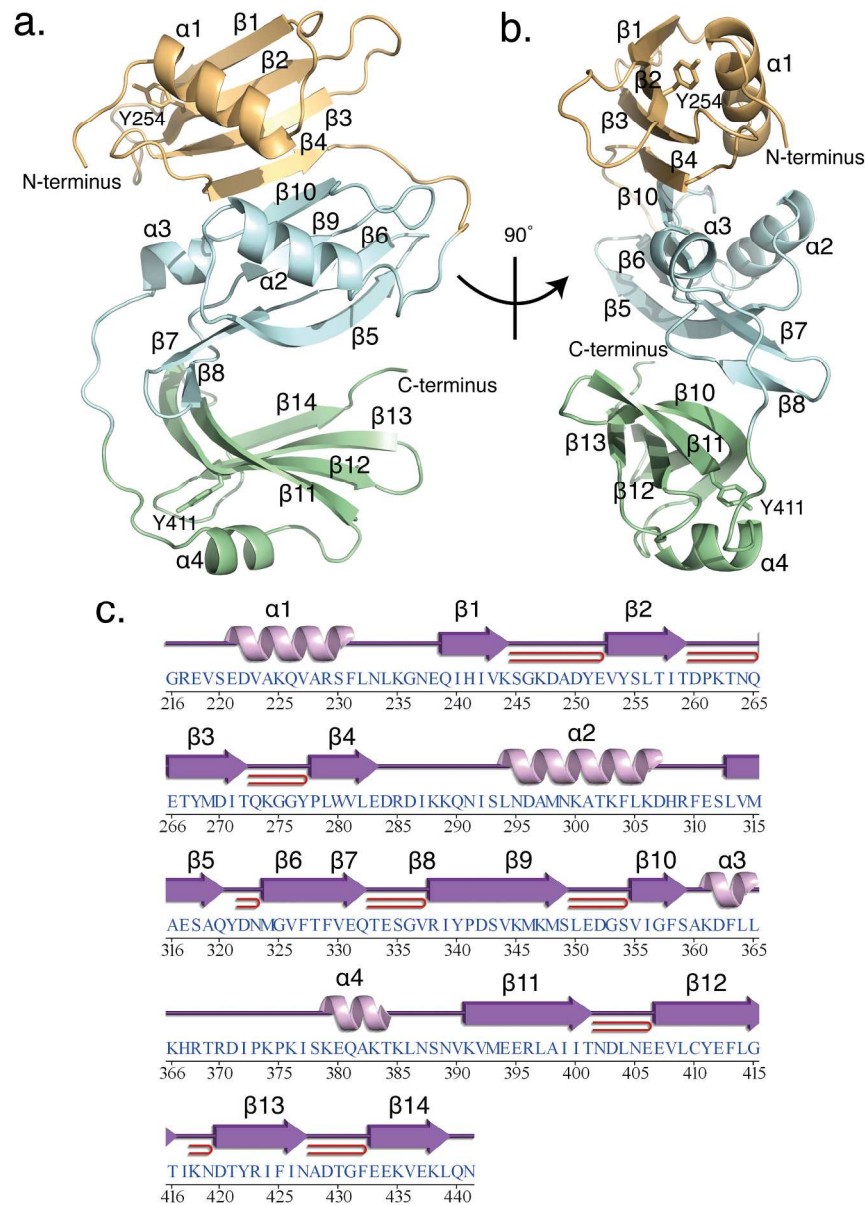 a.
α1
β1
β2
Y254
β3
β4
N-terminus
β10
α3
β9
β6
α2
β7
β5
β8
C-terminus
β14
β13
β12
β11
Y411
α4
90°
b.
β1
α1
β2
Y254
β3
β4
N-terminus
β10
α3
α2
β6
β5
β7
C-terminus
β8
β10
β13
β11
β12
Y411
α4
c.
α1 β1 β2
GREVSEDVAKQVARSFLNLKGNEQIHIVKSGKDADYEVYSLTITDPKTNQ
216 220 225 230 235 240 245 250 255 260 265
β3 β4 α2
ETYMDITQKGGYPLWVLEDRDIKKQNISLNDAMNKATKFLKDHRFESLVM
266 270 275 280 285 290 295 300 305 310 315
β5 β6 β7 β8 β9 β10 α3
AESAQYDNMGVFTFVEQTESGVRIYPDSVKMKMSLEDGSVIGFSAKDFLL
316 320 325 330 335 340 345 350 355 360 365
α4 β11 β12
KHRTRDIPKPKISKEQAKTKLNSNVKVMEERLAIITNDLNEEVLCYEFLG
366 370 375 380 385 390 395 400 405 410 415
β13 β14
TIKNDTYRIFINADTGFEEKVEKLQN
416 420 425 430 435 440